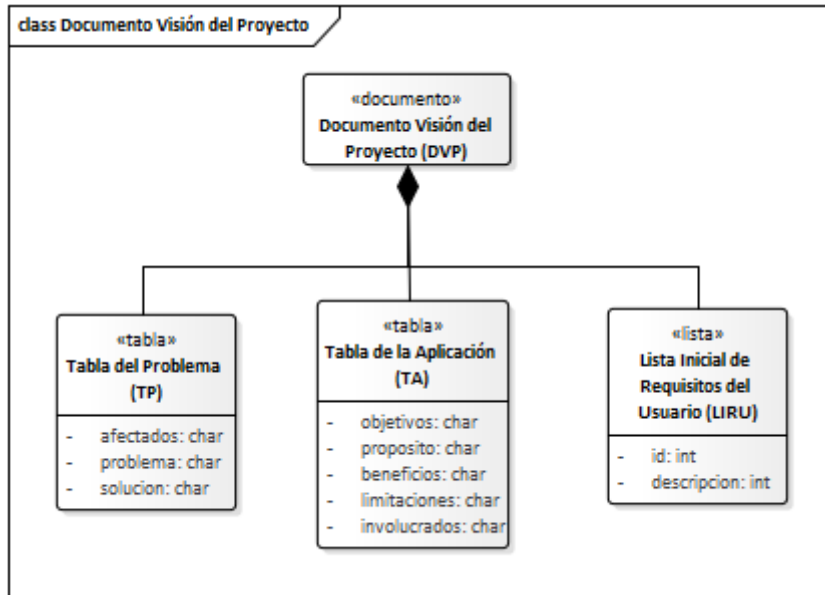 class Documento Visión del Proyecto
«documento»
Documento Visión del
Proyecto (DVP)
«tabla»
Tabla del Problema
(TP)
- afectados: char
- problema: char
- solucion: char
«tabla»
Tabla de la Aplicación
(TA)
- objetivos: char
- proposito: char
- beneficios: char
- limitaciones: char
- involucrados: char
«lista»
Lista Inicial de
Requisitos del
Usuario (LIRU)
- id: int
- descripcion: int